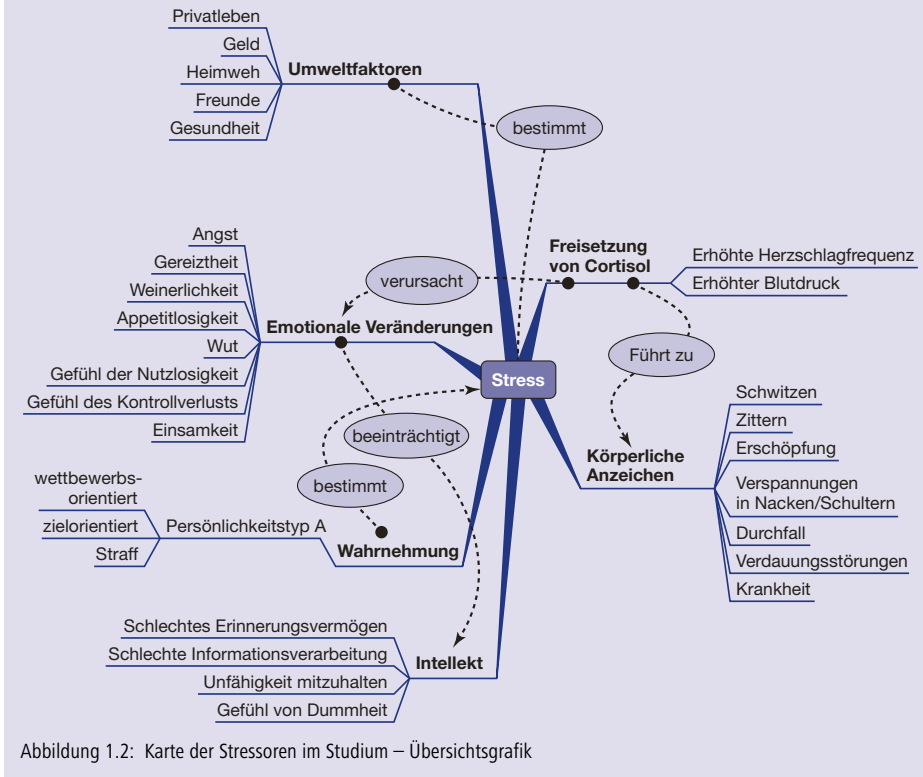 Privatleben
Geld
Heimweh
Freunde
Gesundheit
Umweltfaktoren
bestimmt
Freisetzung
von Cortisol
Erhöhte Herzschlagfrequenz
Erhöhter Blutdruck
verursacht
Angst
Gereiztheit
Weinerlichkeit
Appetitlosigkeit
Wut
Gefühl der Nutzlosigkeit
Gefühl des Kontrollverlusts
Einsamkeit
Emotionale Veränderungen
Führt zu
Stress
beeinträchtigt
bestimmt
Körperliche
Anzeichen
Schwitzen
Zittern
Erschöpfung
Verspannungen
in Nacken/Schultern
Durchfall
Verdauungsstörungen
Krankheit
wettbewerbs-
orientiert
zielorientiert
Straff
Persönlichkeitstyp A
Wahrnehmung
Schlechtes Erinnerungsvermögen
Schlechte Informationsverarbeitung
Unfähigkeit mitzuhalten
Gefühl von Dummheit
Intellekt
Abbildung 1.2: Karte der Stressoren im Studium – Übersichtsgrafik